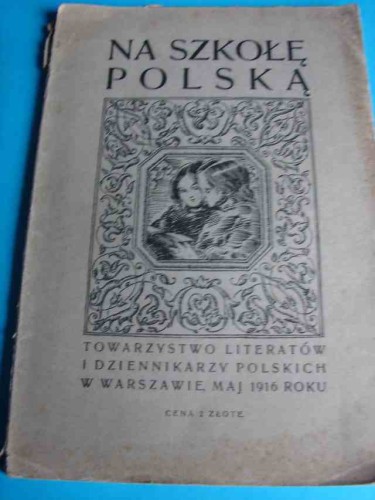 NA SZKOŁĘ
POLSKĄ
TOWARZYSTWO LITERATÓW
I DZIENNIKARZY POLSKICH
W WARSZAWIE, MAJ 1916 ROKU
CENA 2 ZŁOTE.